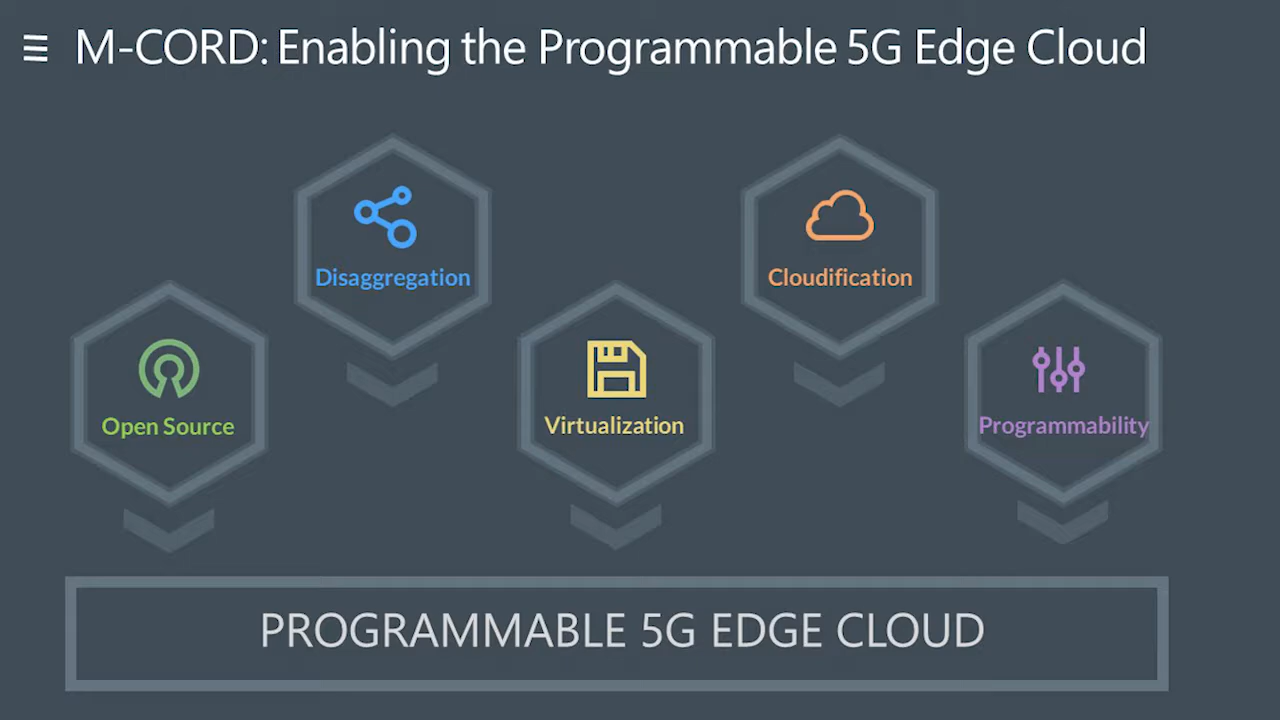 M-CORD: Enabling the Programmable 5G Edge Cloud
Disaggregation
Cloudification
Open Source
Virtualization
Programmability
PROGRAMMABLE 5G EDGE CLOUD